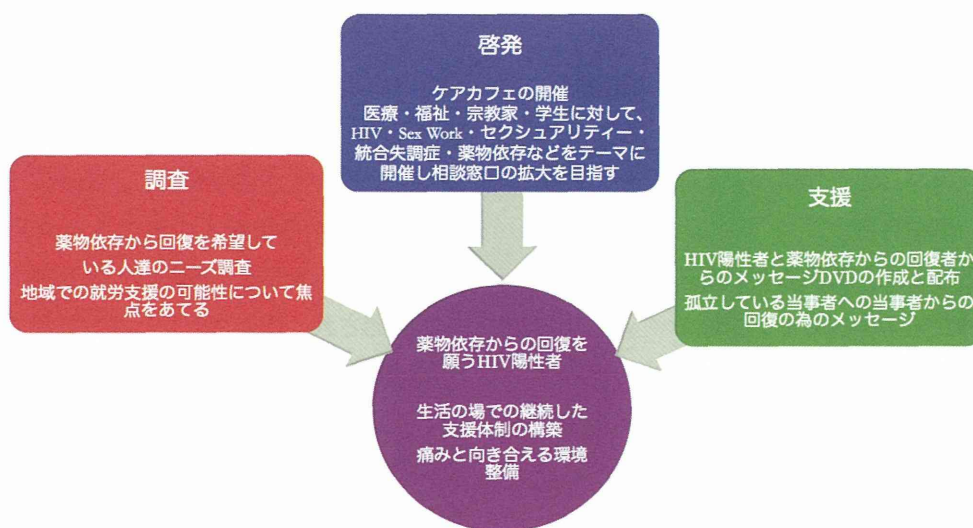 啓発
ケアカフェの開催
医療・福祉・宗教家・学生に対して、
HIV・Sex Work・セクシュアリティー・
統合失調症・薬物依存などをテーマに
開催し相談窓口の拡大を目指す
調査
薬物依存から回復を希望して
いる人達のニーズ調査
地域での就労支援の可能性について焦
点をあてる
支援
HIV陽性者と薬物依存からの回復者か
らのメッセージDVDの作成と配布
孤立している当事者への当事者からの
回復の為のメッセージ
薬物依存からの回復を
願うHIV陽性者
生活の場での継続した
支援体制の構築
痛みと向き合える環境
整備